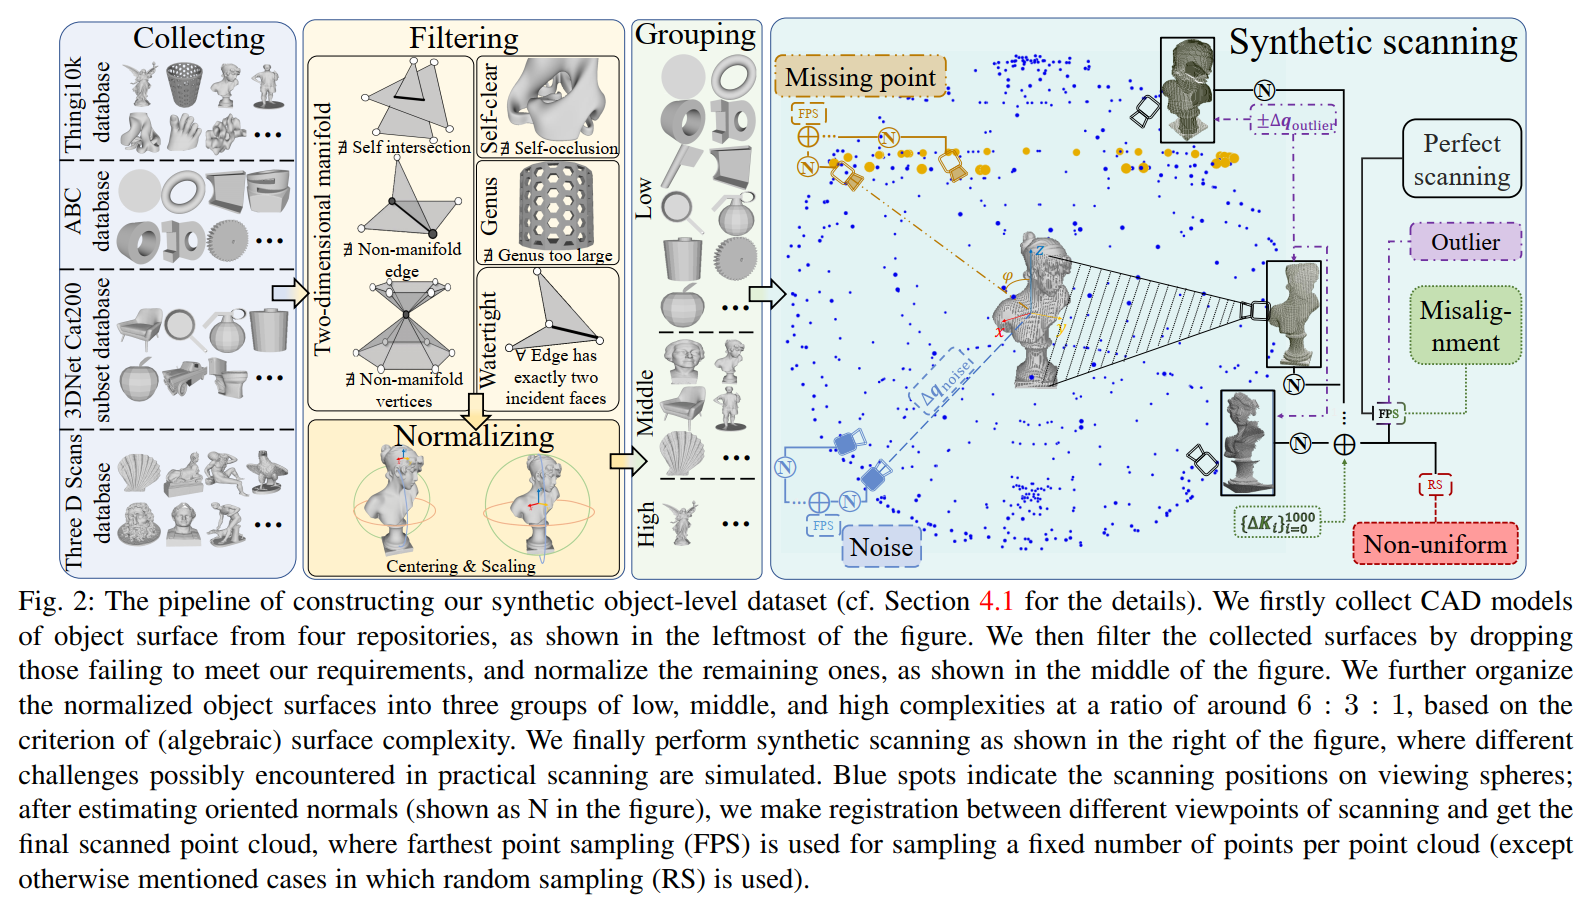 Collecting
Thingi10k
database
ABC
database
3DNet Cat200
subset database
Three D Scans
database
Filtering
Two-dimensional manifold
∄ Self intersection
∄ Non-manifold
edge
∄ Non-manifold
vertices
Self-clear
∄ Self-occlusion
Genus
∄ Genus too large
Watertight
∀ Edge has
exactly two
incident faces
Normalizing
Centering & Scaling
Grouping
Low
Middle
High
Synthetic scanning
Missing point
FPS
N
N
N
±Δq_outlier
Perfect
scanning
Outlier
Misalig-
nment
φ
z
x
y
Δq_noise
N
FPS
N
N
N
FPS
Noise
{ΔK_i}_{i=0}^{1000}
RS
Non-uniform
Fig. 2: The pipeline of constructing our synthetic object-level dataset (cf. Section 4.1 for the details). We firstly collect CAD models
of object surface from four repositories, as shown in the leftmost of the figure. We then filter the collected surfaces by dropping
those failing to meet our requirements, and normalize the remaining ones, as shown in the middle of the figure. We further organize
the normalized object surfaces into three groups of low, middle, and high complexities at a ratio of around 6 : 3 : 1, based on the
criterion of (algebraic) surface complexity. We finally perform synthetic scanning as shown in the right of the figure, where different
challenges possibly encountered in practical scanning are simulated. Blue spots indicate the scanning positions on viewing spheres;
after estimating oriented normals (shown as N in the figure), we make registration between different viewpoints of scanning and get the
final scanned point cloud, where farthest point sampling (FPS) is used for sampling a fixed number of points per point cloud (except
otherwise mentioned cases in which random sampling (RS) is used).